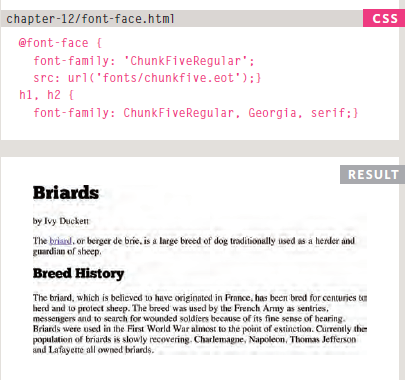 chapter-12/font-face.html
CSS
@font-face {
font-family: 'ChunkFiveRegular';
src: url('fonts/chunkfive.eot');}
h1, h2 {
font-family: ChunkFiveRegular, Georgia, serif;}
RESULT
Briards
by Ivy Duckett
The briard, or berger de brie, is a large breed of dog traditionally used as a herder and
guardian of sheep.
Breed History
The briard, which is believed to have originated in France, has been bred for centuries to
herd and to protect sheep. The breed was used by the French Army as sentries,
messengers and to search for wounded soldiers because of its fine sense of hearing.
Briards were used in the First World War almost to the point of extinction. Currently the
population of briards is slowly recovering. Charlemagne, Napoleon, Thomas Jefferson
and Lafayette all owned briards.